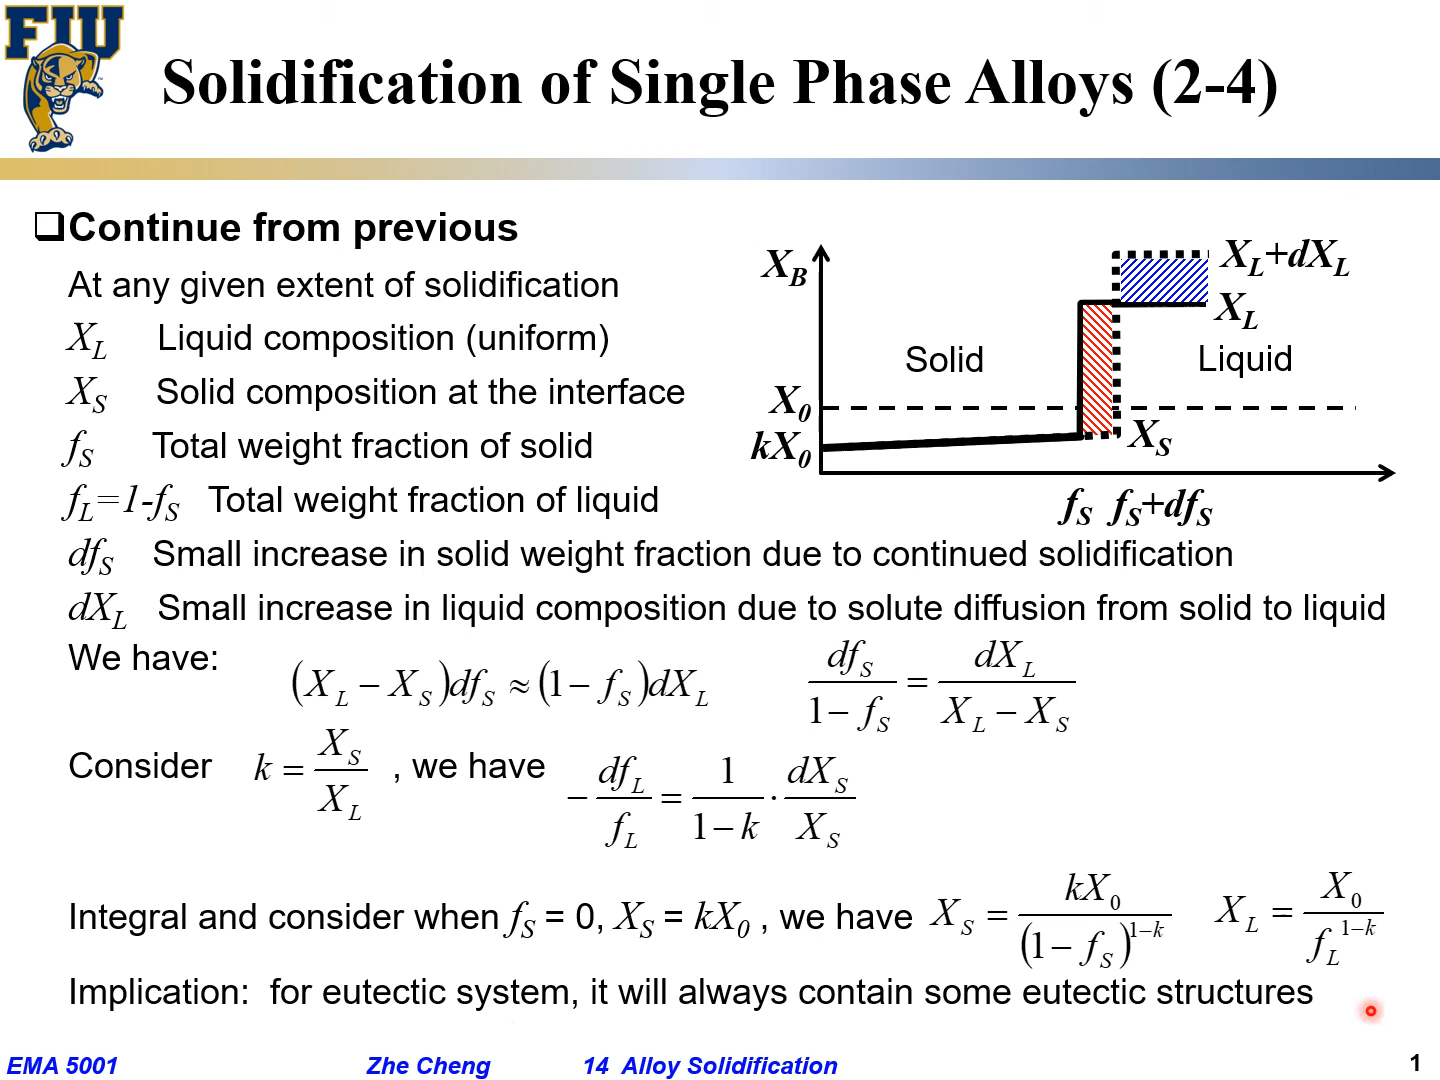 FIU
Solidification of Single Phase Alloys (2-4)
❑Continue from previous
At any given extent of solidification
X_L Liquid composition (uniform)
X_S Solid composition at the interface
f_S Total weight fraction of solid
f_L=1-f_S Total weight fraction of liquid
df_S Small increase in solid weight fraction due to continued solidification
dX_L Small increase in liquid composition due to solute diffusion from solid to liquid
X_B
X_L+dX_L
X_L
Solid
Liquid
X_0
kX_0
X_S
f_S f_S+df_S
We have:
(X_L − X_S)df_S ≈ (1 − f_S)dX_L
df_S / (1 − f_S) = dX_L / (X_L − X_S)
Consider k = X_S / X_L , we have
− df_L / f_L = 1 / (1 − k) · dX_S / X_S
Integral and consider when f_S = 0, X_S = kX_0 , we have X_S = kX_0 / (1 − f_S)^{1−k} X_L = X_0 / f_L^{1−k}
Implication: for eutectic system, it will always contain some eutectic structures
EMA 5001 Zhe Cheng 14 Alloy Solidification 1